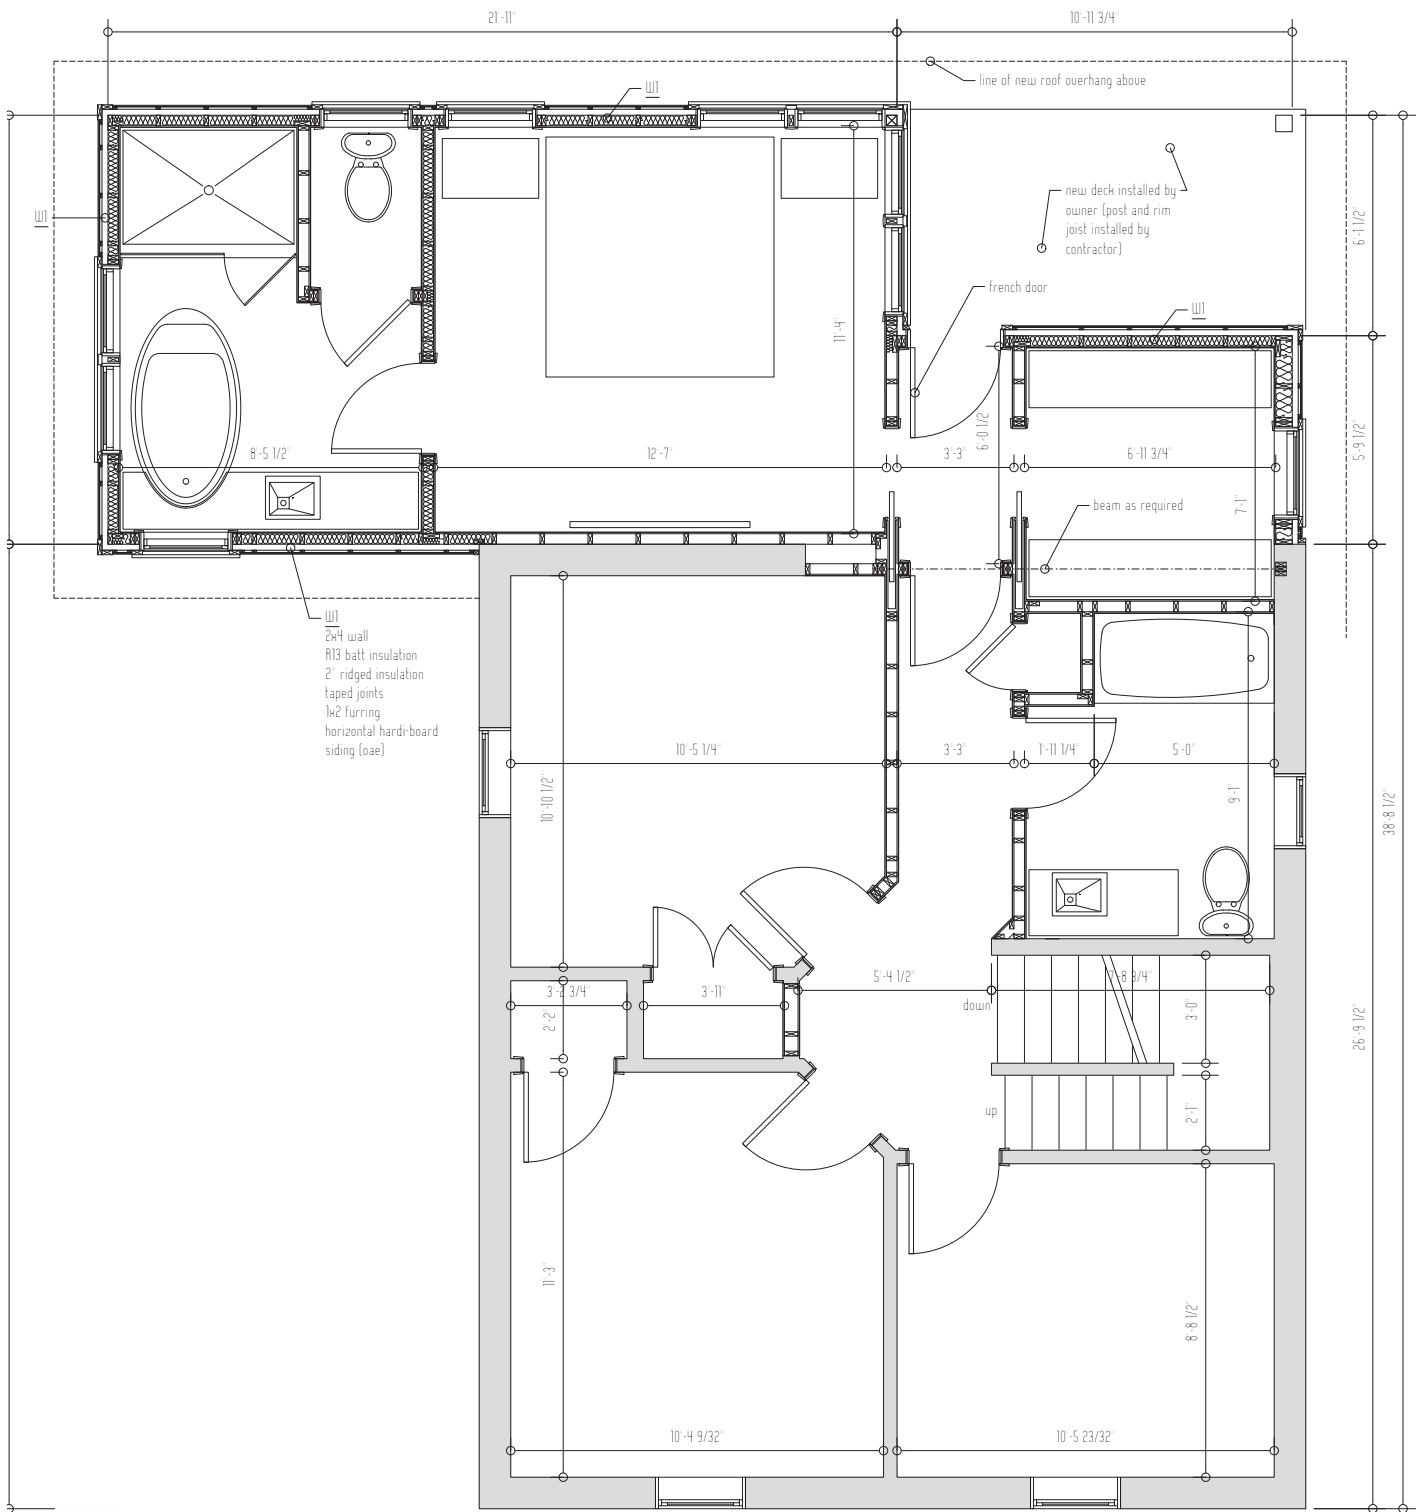 21'-11"
10'-11 3/4"
line of new roof overhang above
W1
new deck installed by
owner (post and rim
joist installed by
contractor)
6'-1 1/2"
W1
french door
W1
11'-4"
6'-0 1/2"
5'-9 1/2"
8'-5 1/2"
12'-7"
3'-3"
6'-11 3/4"
7'-1"
beam as required
W1
2x4 wall
R13 batt insulation
2" ridged insulation
taped joints
1x2 furring
horizontal hardi-board
siding (oae)
10'-5 1/4"
3'-3"
1'-11 1/4"
5'-0"
10'-10 1/2"
9'-1"
38'-8 1/2"
5'-4 1/2"
7'-8 3/4"
3'-2 3/4"
3'-11"
2'-2"
down
3'-0"
26'-9 1/2"
up
2'-1"
11'-3"
8'-8 1/2"
10'-4 9/32"
10'-5 23/32"